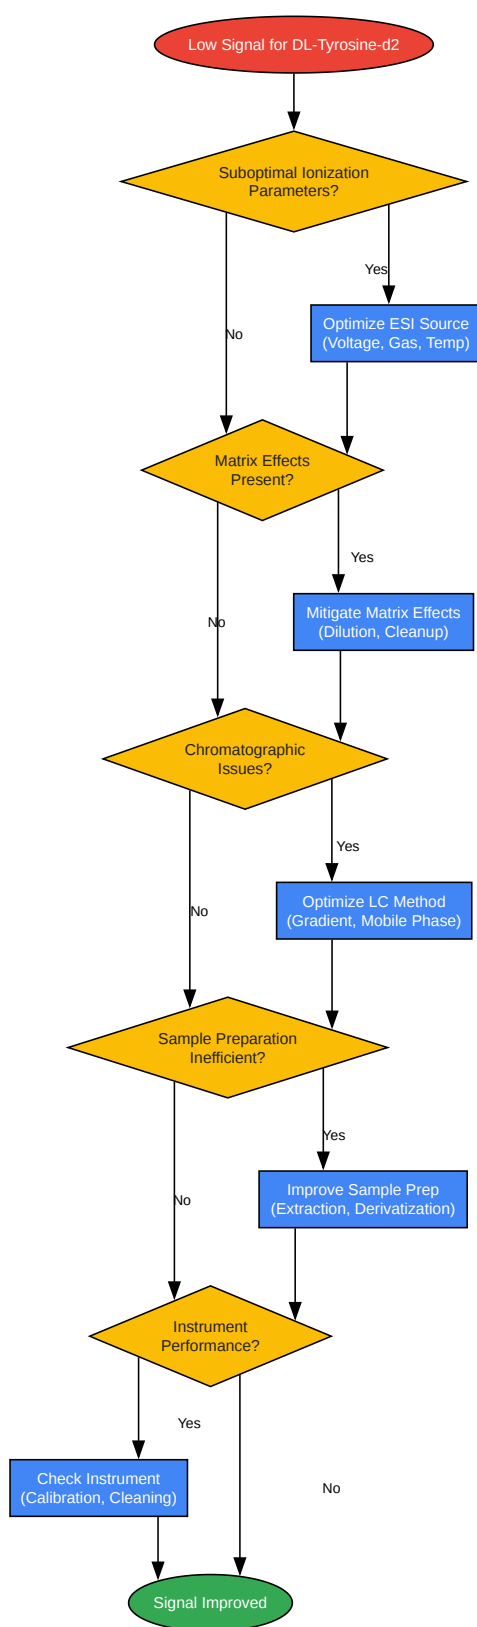 Low Signal for DL-Tyrosine-d2
Suboptimal Ionization
Parameters?
Yes
Optimize ESI Source
(Voltage, Gas, Temp)
No
Matrix Effects
Present?
Yes
Mitigate Matrix Effects
(Dilution, Cleanup)
No
Chromatographic
Issues?
Yes
Optimize LC Method
(Gradient, Mobile Phase)
No
Sample Preparation
Inefficient?
Yes
Improve Sample Prep
(Extraction, Derivatization)
No
Instrument
Performance?
Yes
Check Instrument
(Calibration, Cleaning)
No
Signal Improved